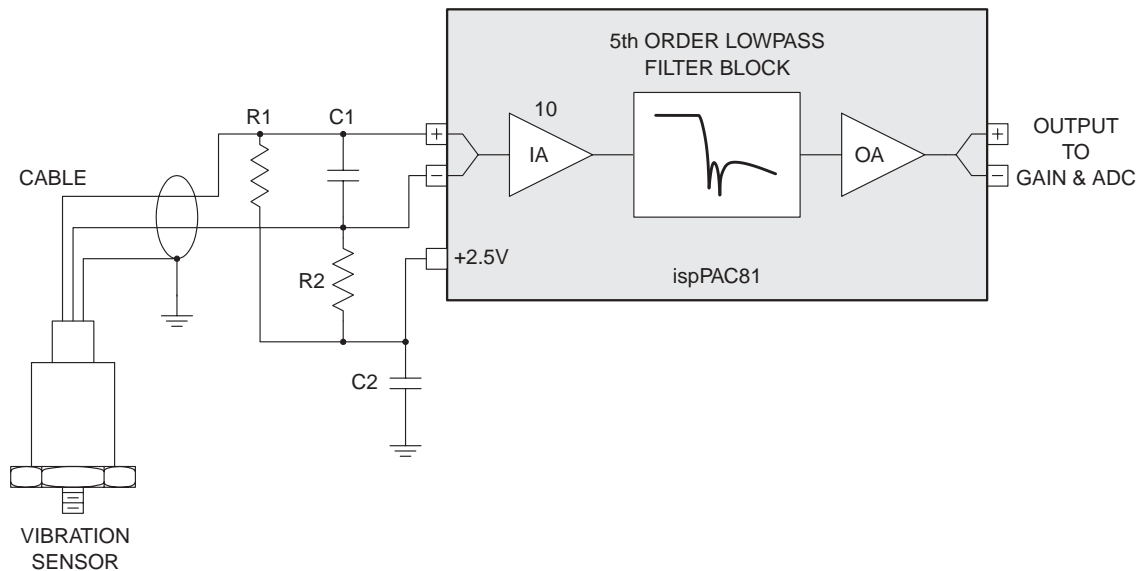 5th ORDER LOWPASS
FILTER BLOCK
R1
C1
10
+
−
IA
OA
+
−
OUTPUT
TO
GAIN & ADC
CABLE
R2
+2.5V
ispPAC81
C2
VIBRATION
SENSOR